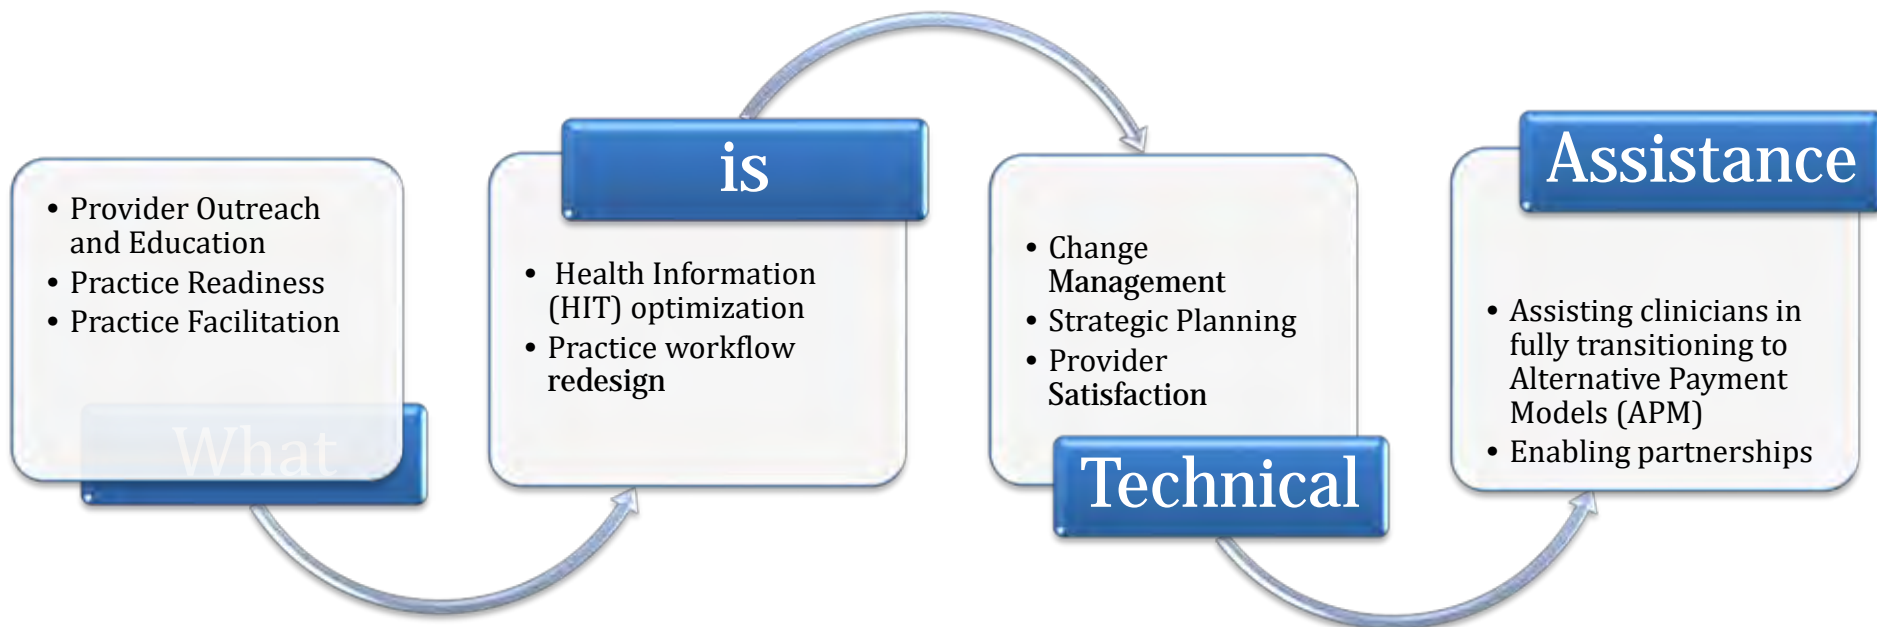 • Provider Outreach
and Education
• Practice Readiness
• Practice Facilitation
What
is
• Health Information
(HIT) optimization
• Practice workflow
redesign
• Change
Management
• Strategic Planning
• Provider
Satisfaction
Technical
Assistance
• Assisting clinicians in
fully transitioning to
Alternative Payment
Models (APM)
• Enabling partnerships